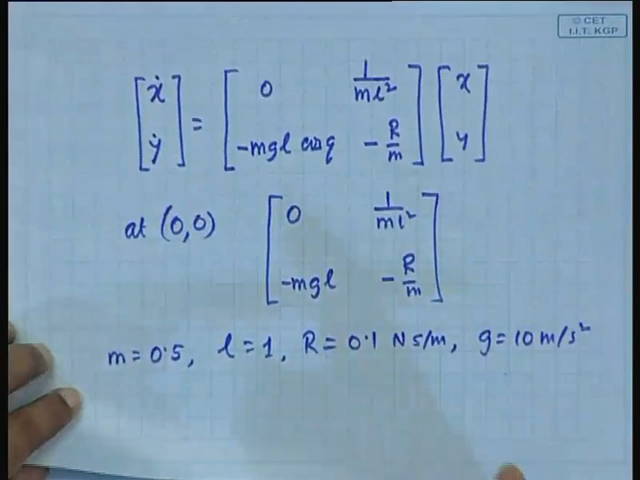 © CET
I.I.T. KGP
[ẋ ẏ] = [0 1/ml² -mgl cosq -R/m] [x y]
at (0,0) [0 1/ml² -mgl -R/m]
m = 0.5, l = 1, R = 0.1 N s/m, g = 10 m/s²